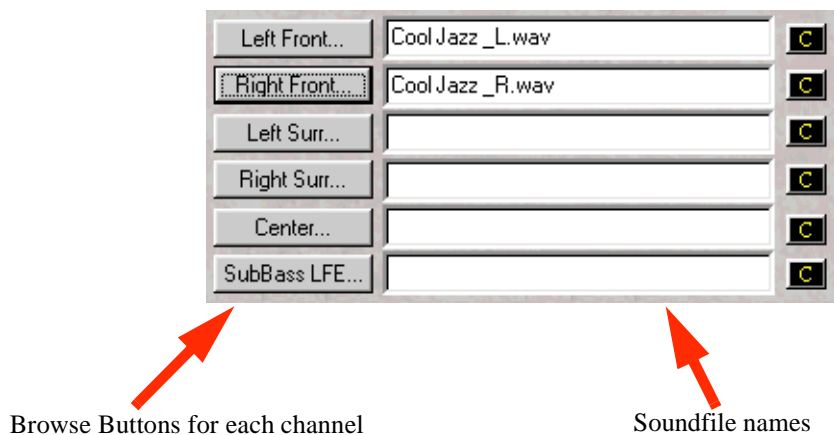 Left Front... Cool Jazz _L.wav C
Right Front... Cool Jazz _R.wav C
Left Surr... C
Right Surr... C
Center... C
SubBass LFE... C
Browse Buttons for each channel
Soundfile names